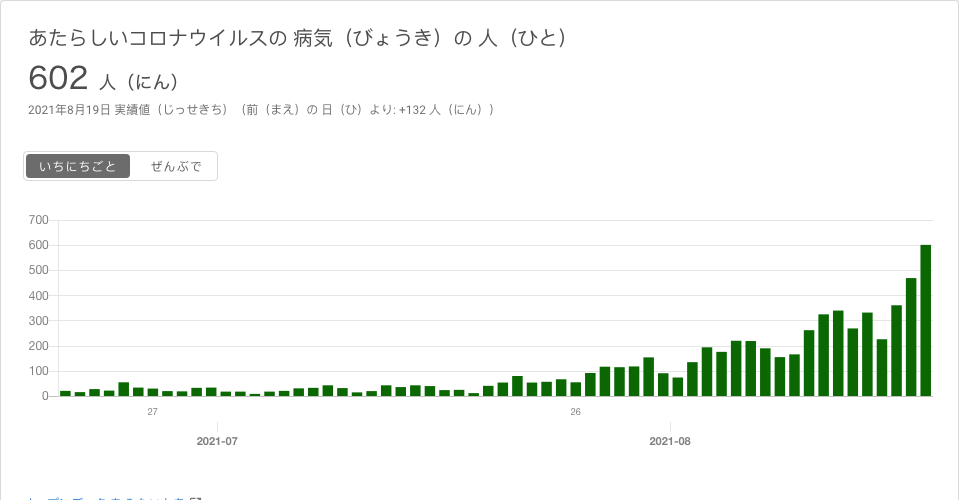 あたらしいコロナウイルスの 病気（びょうき）の 人（ひと）
602 人（にん）
2021年8月19日 実績値（じっせきち）（前（まえ）の 日（ひ）より: +132 人（にん））
いちにちごと ぜんぶで
700
600
500
400
300
200
100
0
27 26
2021-07 2021-08